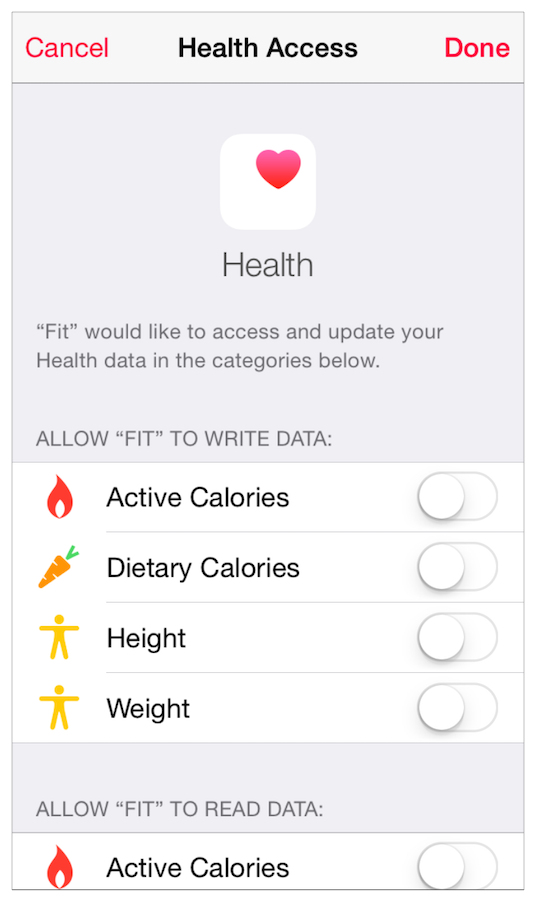 Cancel Health Access Done
Health
“Fit” would like to access and update your
Health data in the categories below.
ALLOW “FIT” TO WRITE DATA:
Active Calories
Dietary Calories
Height
Weight
ALLOW “FIT” TO READ DATA:
Active Calories